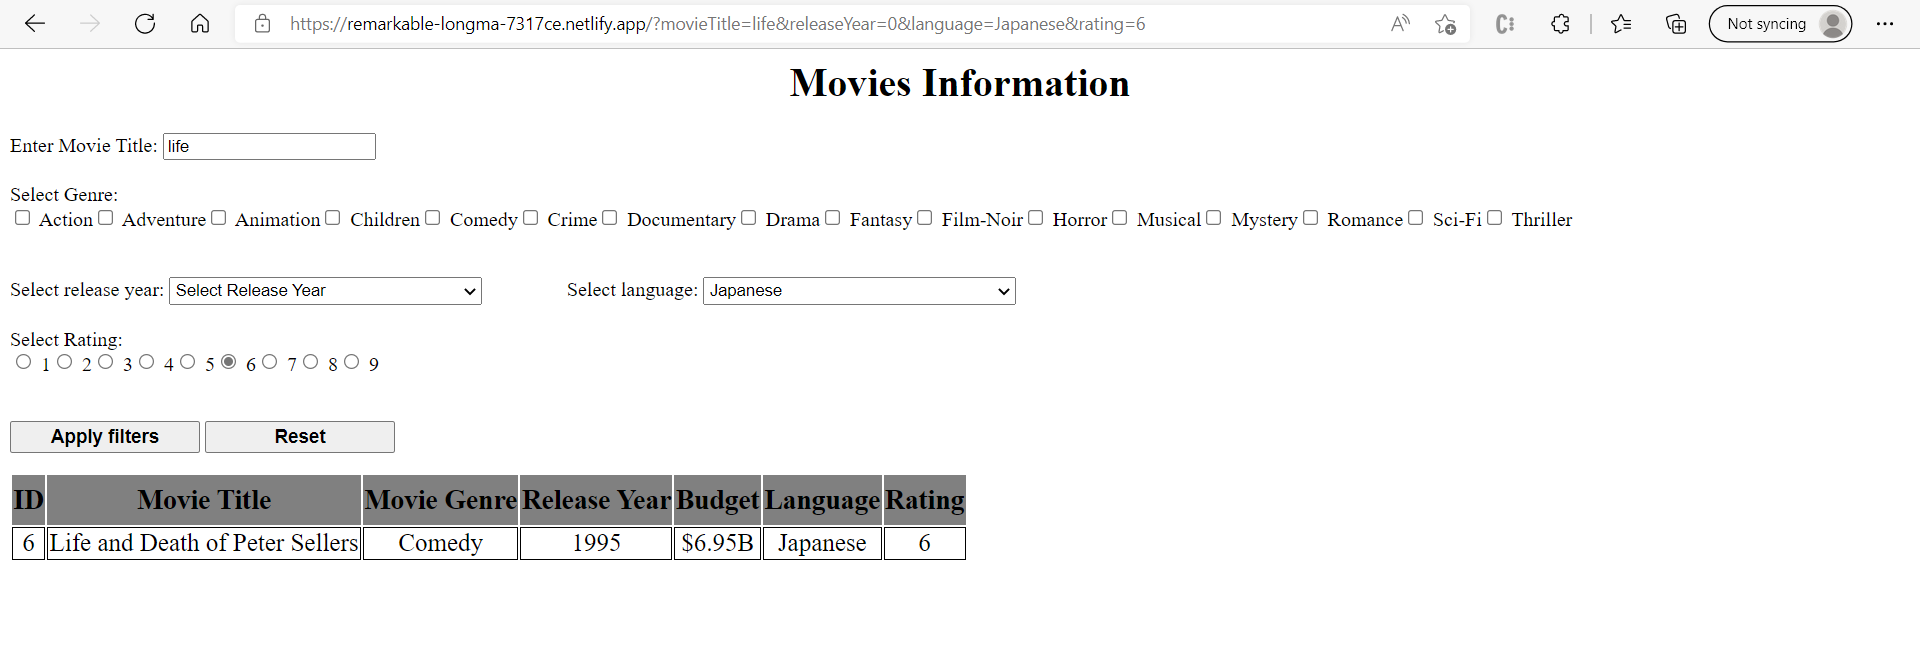 https://remarkable-longma-7317ce.netlify.app/?movieTitle=life&releaseYear=0&language=Japanese&rating=6
Not syncing
Movies Information
Enter Movie Title: life
Select Genre:
Action Adventure Animation Children Comedy Crime Documentary Drama Fantasy Film-Noir Horror Musical Mystery Romance Sci-Fi Thriller
Select release year: Select Release Year Select language: Japanese
Select Rating:
1 2 3 4 5 6 7 8 9
Apply filters Reset
ID Movie Title Movie Genre Release Year Budget Language Rating
6 Life and Death of Peter Sellers Comedy 1995 $6.95B Japanese 6